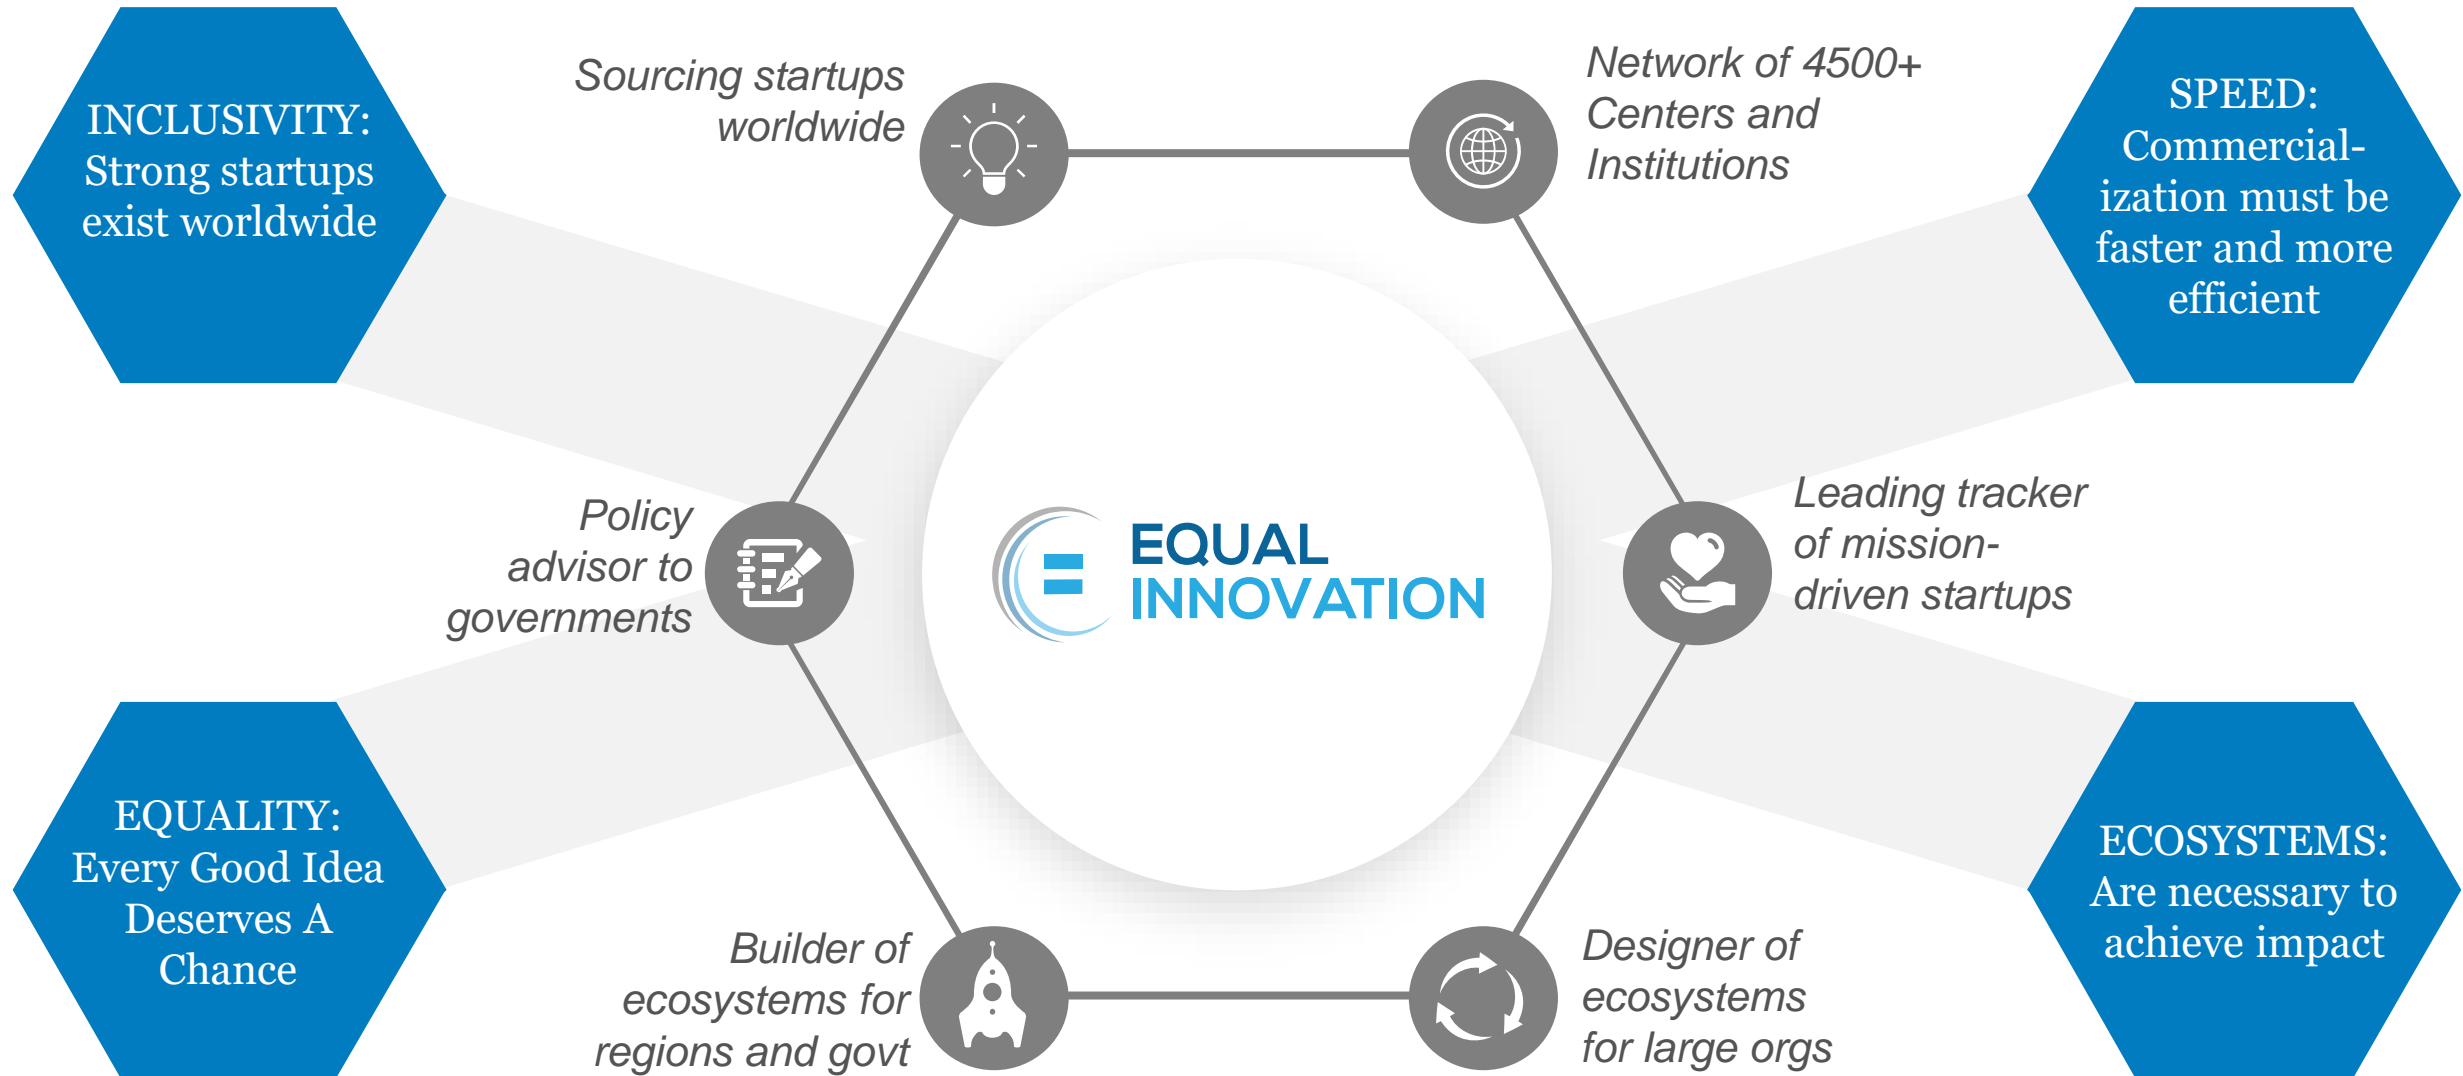 INCLUSIVITY:
Strong startups
exist worldwide
Sourcing startups
worldwide
Network of 4500+
Centers and
Institutions
SPEED:
Commercial-
ization must be
faster and more
efficient
Policy
advisor to
governments
EQUAL
INNOVATION
Leading tracker
of mission-
driven startups
EQUALITY:
Every Good Idea
Deserves A
Chance
Builder of
ecosystems for
regions and govt
Designer of
ecosystems
for large orgs
ECOSYSTEMS:
Are necessary to
achieve impact